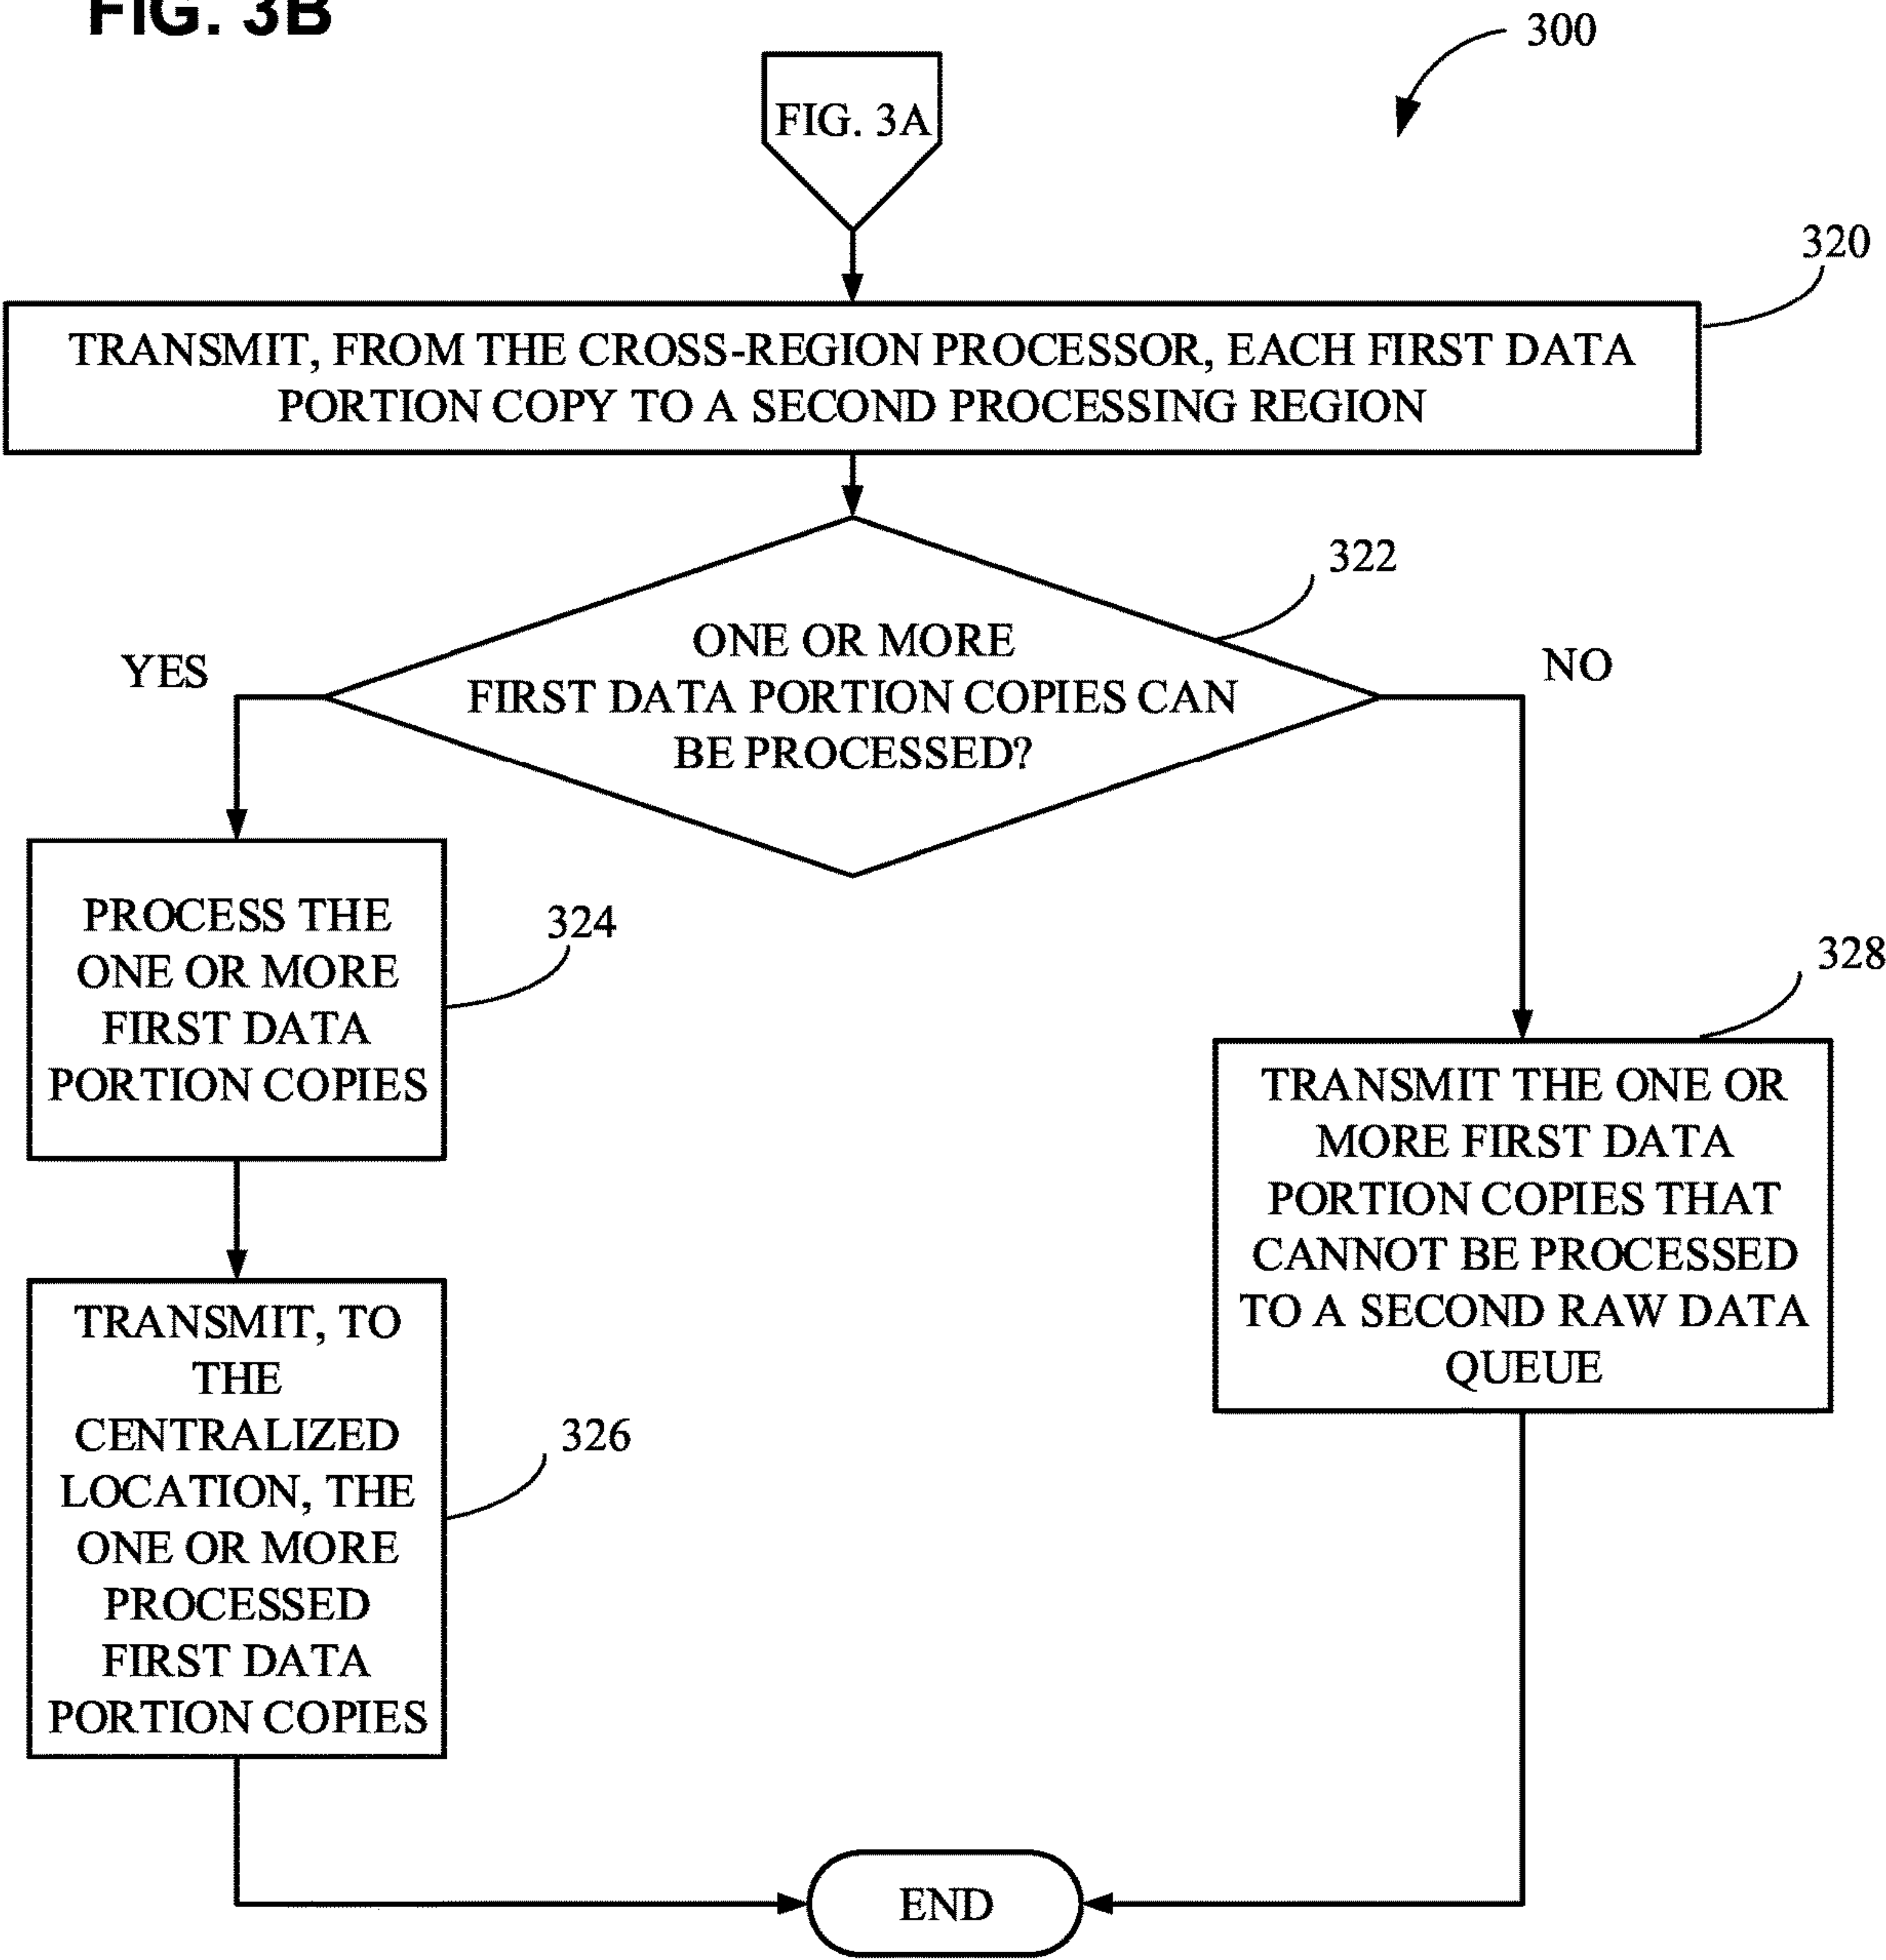 FIG. 3B
300
FIG. 3A
320
TRANSMIT, FROM THE CROSS-REGION PROCESSOR, EACH FIRST DATA
PORTION COPY TO A SECOND PROCESSING REGION
322
ONE OR MORE
FIRST DATA PORTION COPIES CAN
BE PROCESSED?
YES
NO
324
PROCESS THE
ONE OR MORE
FIRST DATA
PORTION COPIES
328
TRANSMIT THE ONE OR
MORE FIRST DATA
PORTION COPIES THAT
CANNOT BE PROCESSED
TO A SECOND RAW DATA
QUEUE
326
TRANSMIT, TO
THE
CENTRALIZED
LOCATION, THE
ONE OR MORE
PROCESSED
FIRST DATA
PORTION COPIES
END